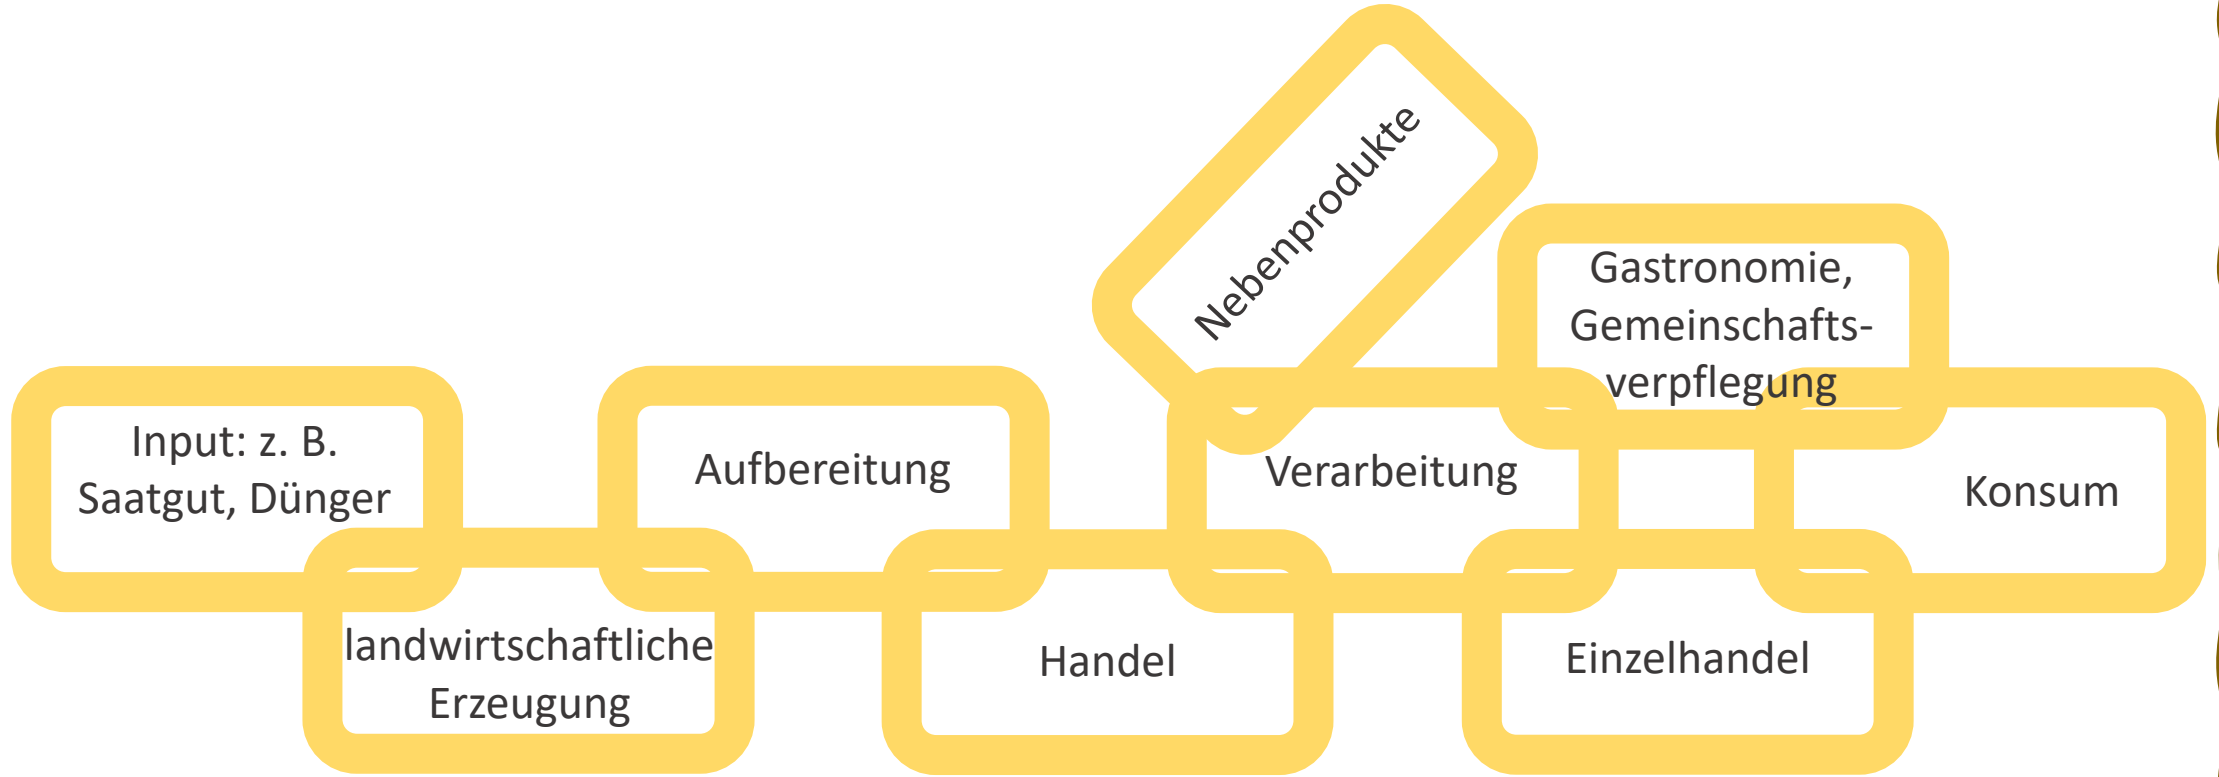 Input: z. B.
Saatgut, Dünger
landwirtschaftliche
Erzeugung
Aufbereitung
Handel
Nebenprodukte
Verarbeitung
Gastronomie,
Gemeinschafts-
verpflegung
Einzelhandel
Konsum